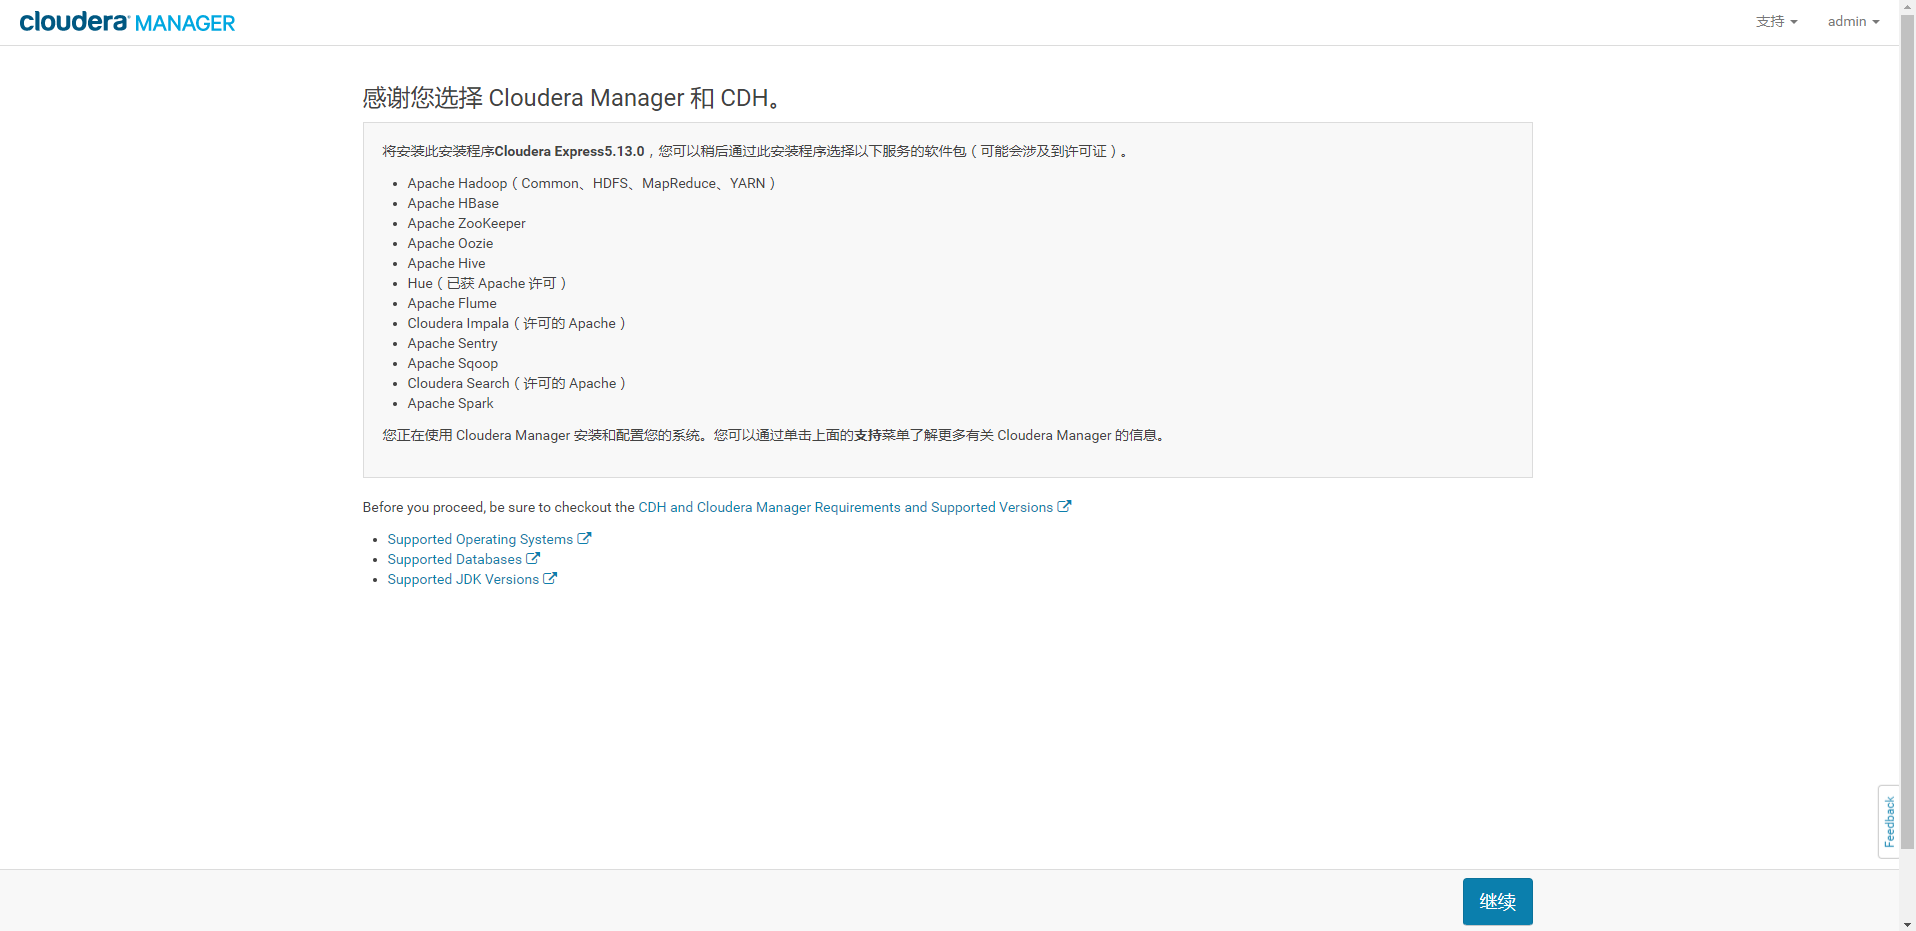 cloudera MANAGER
支持 admin
感谢您选择 Cloudera Manager 和 CDH。
将安装此安装程序Cloudera Express5.13.0，您可以稍后通过此安装程序选择以下服务的软件包（可能会涉及到许可证）。
Apache Hadoop（Common、HDFS、MapReduce、YARN）
Apache HBase
Apache ZooKeeper
Apache Oozie
Apache Hive
Hue（已获 Apache 许可）
Apache Flume
Cloudera Impala（许可的 Apache）
Apache Sentry
Apache Sqoop
Cloudera Search（许可的 Apache）
Apache Spark
您正在使用 Cloudera Manager 安装和配置您的系统。您可以通过单击上面的支持菜单了解更多有关 Cloudera Manager 的信息。
Before you proceed, be sure to checkout the CDH and Cloudera Manager Requirements and Supported Versions
Supported Operating Systems
Supported Databases
Supported JDK Versions
Feedback
继续